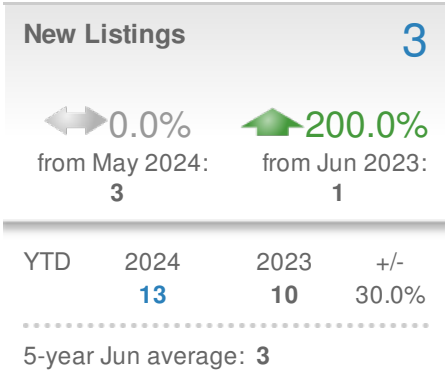 New Listings 3
0.0% 200.0%
from May 2024: from Jun 2023:
3 1
YTD 2024 2023 +/-
13 10 30.0%
5-year Jun average: 3